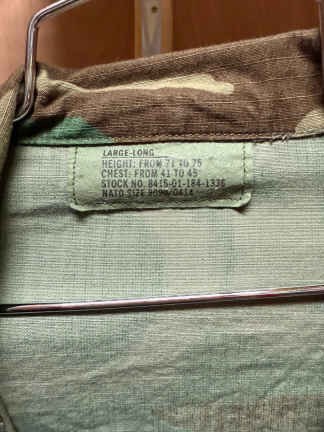 LARGE-LONG
HEIGHT: FROM 71 TO 75
CHEST: FROM 41 TO 45
STOCK NO. 8415-01-184-1336
NATO SIZE